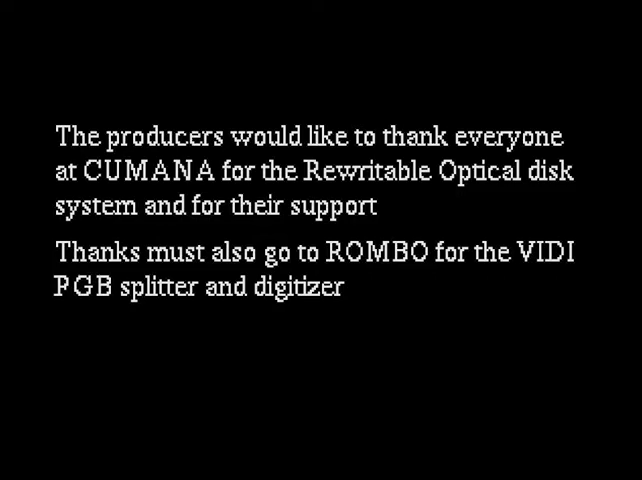 The producers would like to thank everyone
at CUMANA for the Rewritable Optical disk
system and for their support
Thanks must also go to ROMBO for the VIDI
PGB splitter and digitizer